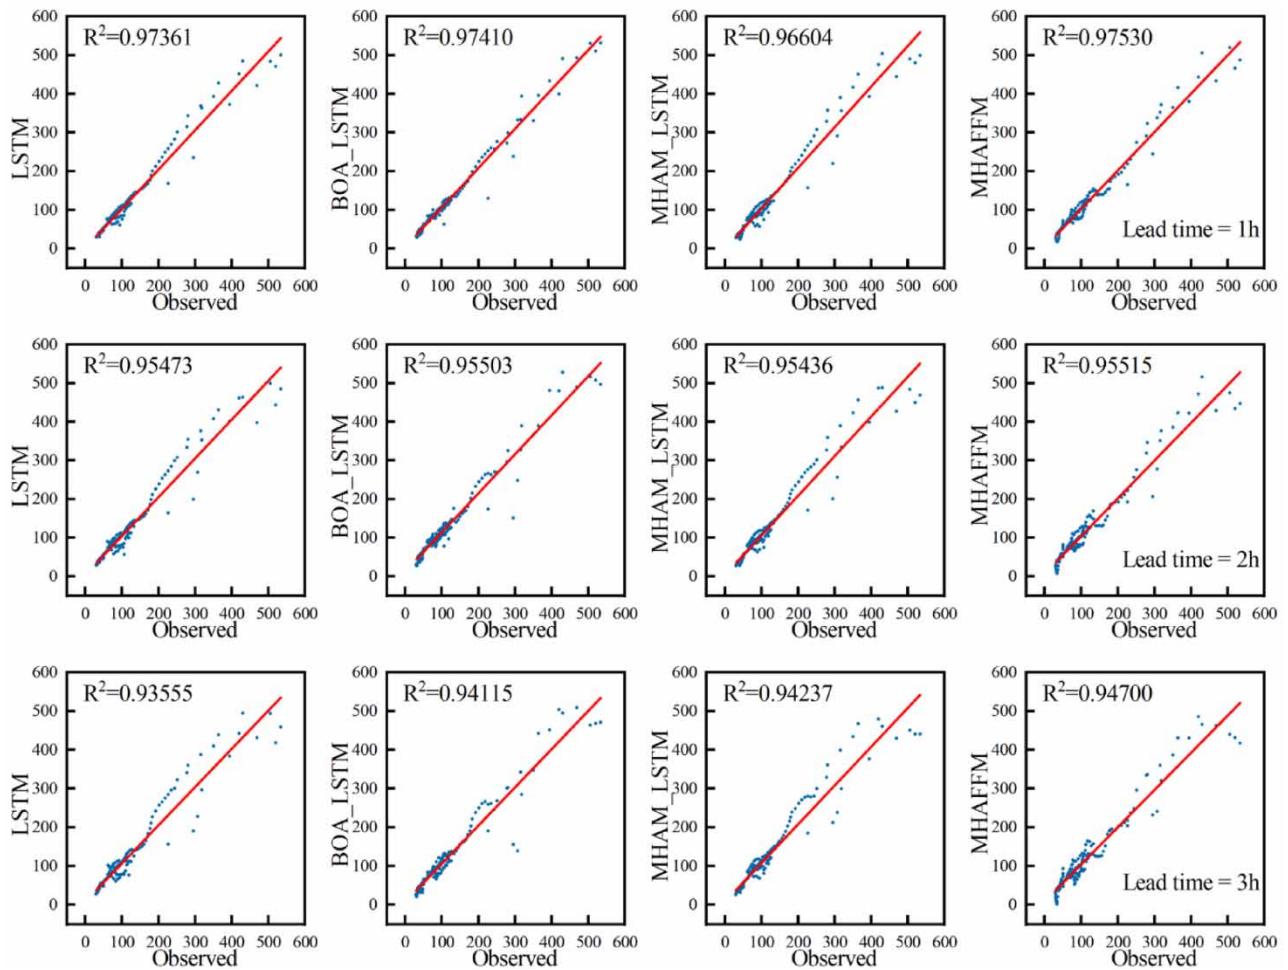 600
500
400
300
200
100
0
LSTM
R²=0.97361
0 100 200 300 400 500 600
Observed
600
500
400
300
200
100
0
BOA_LSTM
R²=0.97410
0 100 200 300 400 500 600
Observed
600
500
400
300
200
100
0
MHAM_LSTM
R²=0.96604
0 100 200 300 400 500 600
Observed
600
500
400
300
200
100
0
MHAFFM
R²=0.97530
Lead time = 1h
0 100 200 300 400 500 600
Observed
600
500
400
300
200
100
0
LSTM
R²=0.95473
0 100 200 300 400 500 600
Observed
600
500
400
300
200
100
0
BOA_LSTM
R²=0.95503
0 100 200 300 400 500 600
Observed
600
500
400
300
200
100
0
MHAM_LSTM
R²=0.95436
0 100 200 300 400 500 600
Observed
600
500
400
300
200
100
0
MHAFFM
R²=0.95515
Lead time = 2h
0 100 200 300 400 500 600
Observed
600
500
400
300
200
100
0
LSTM
R²=0.93555
0 100 200 300 400 500 600
Observed
600
500
400
300
200
100
0
BOA_LSTM
R²=0.94115
0 100 200 300 400 500 600
Observed
600
500
400
300
200
100
0
MHAM_LSTM
R²=0.94237
0 100 200 300 400 500 600
Observed
600
500
400
300
200
100
0
MHAFFM
R²=0.94700
Lead time = 3h
0 100 200 300 400 500 600
Observed